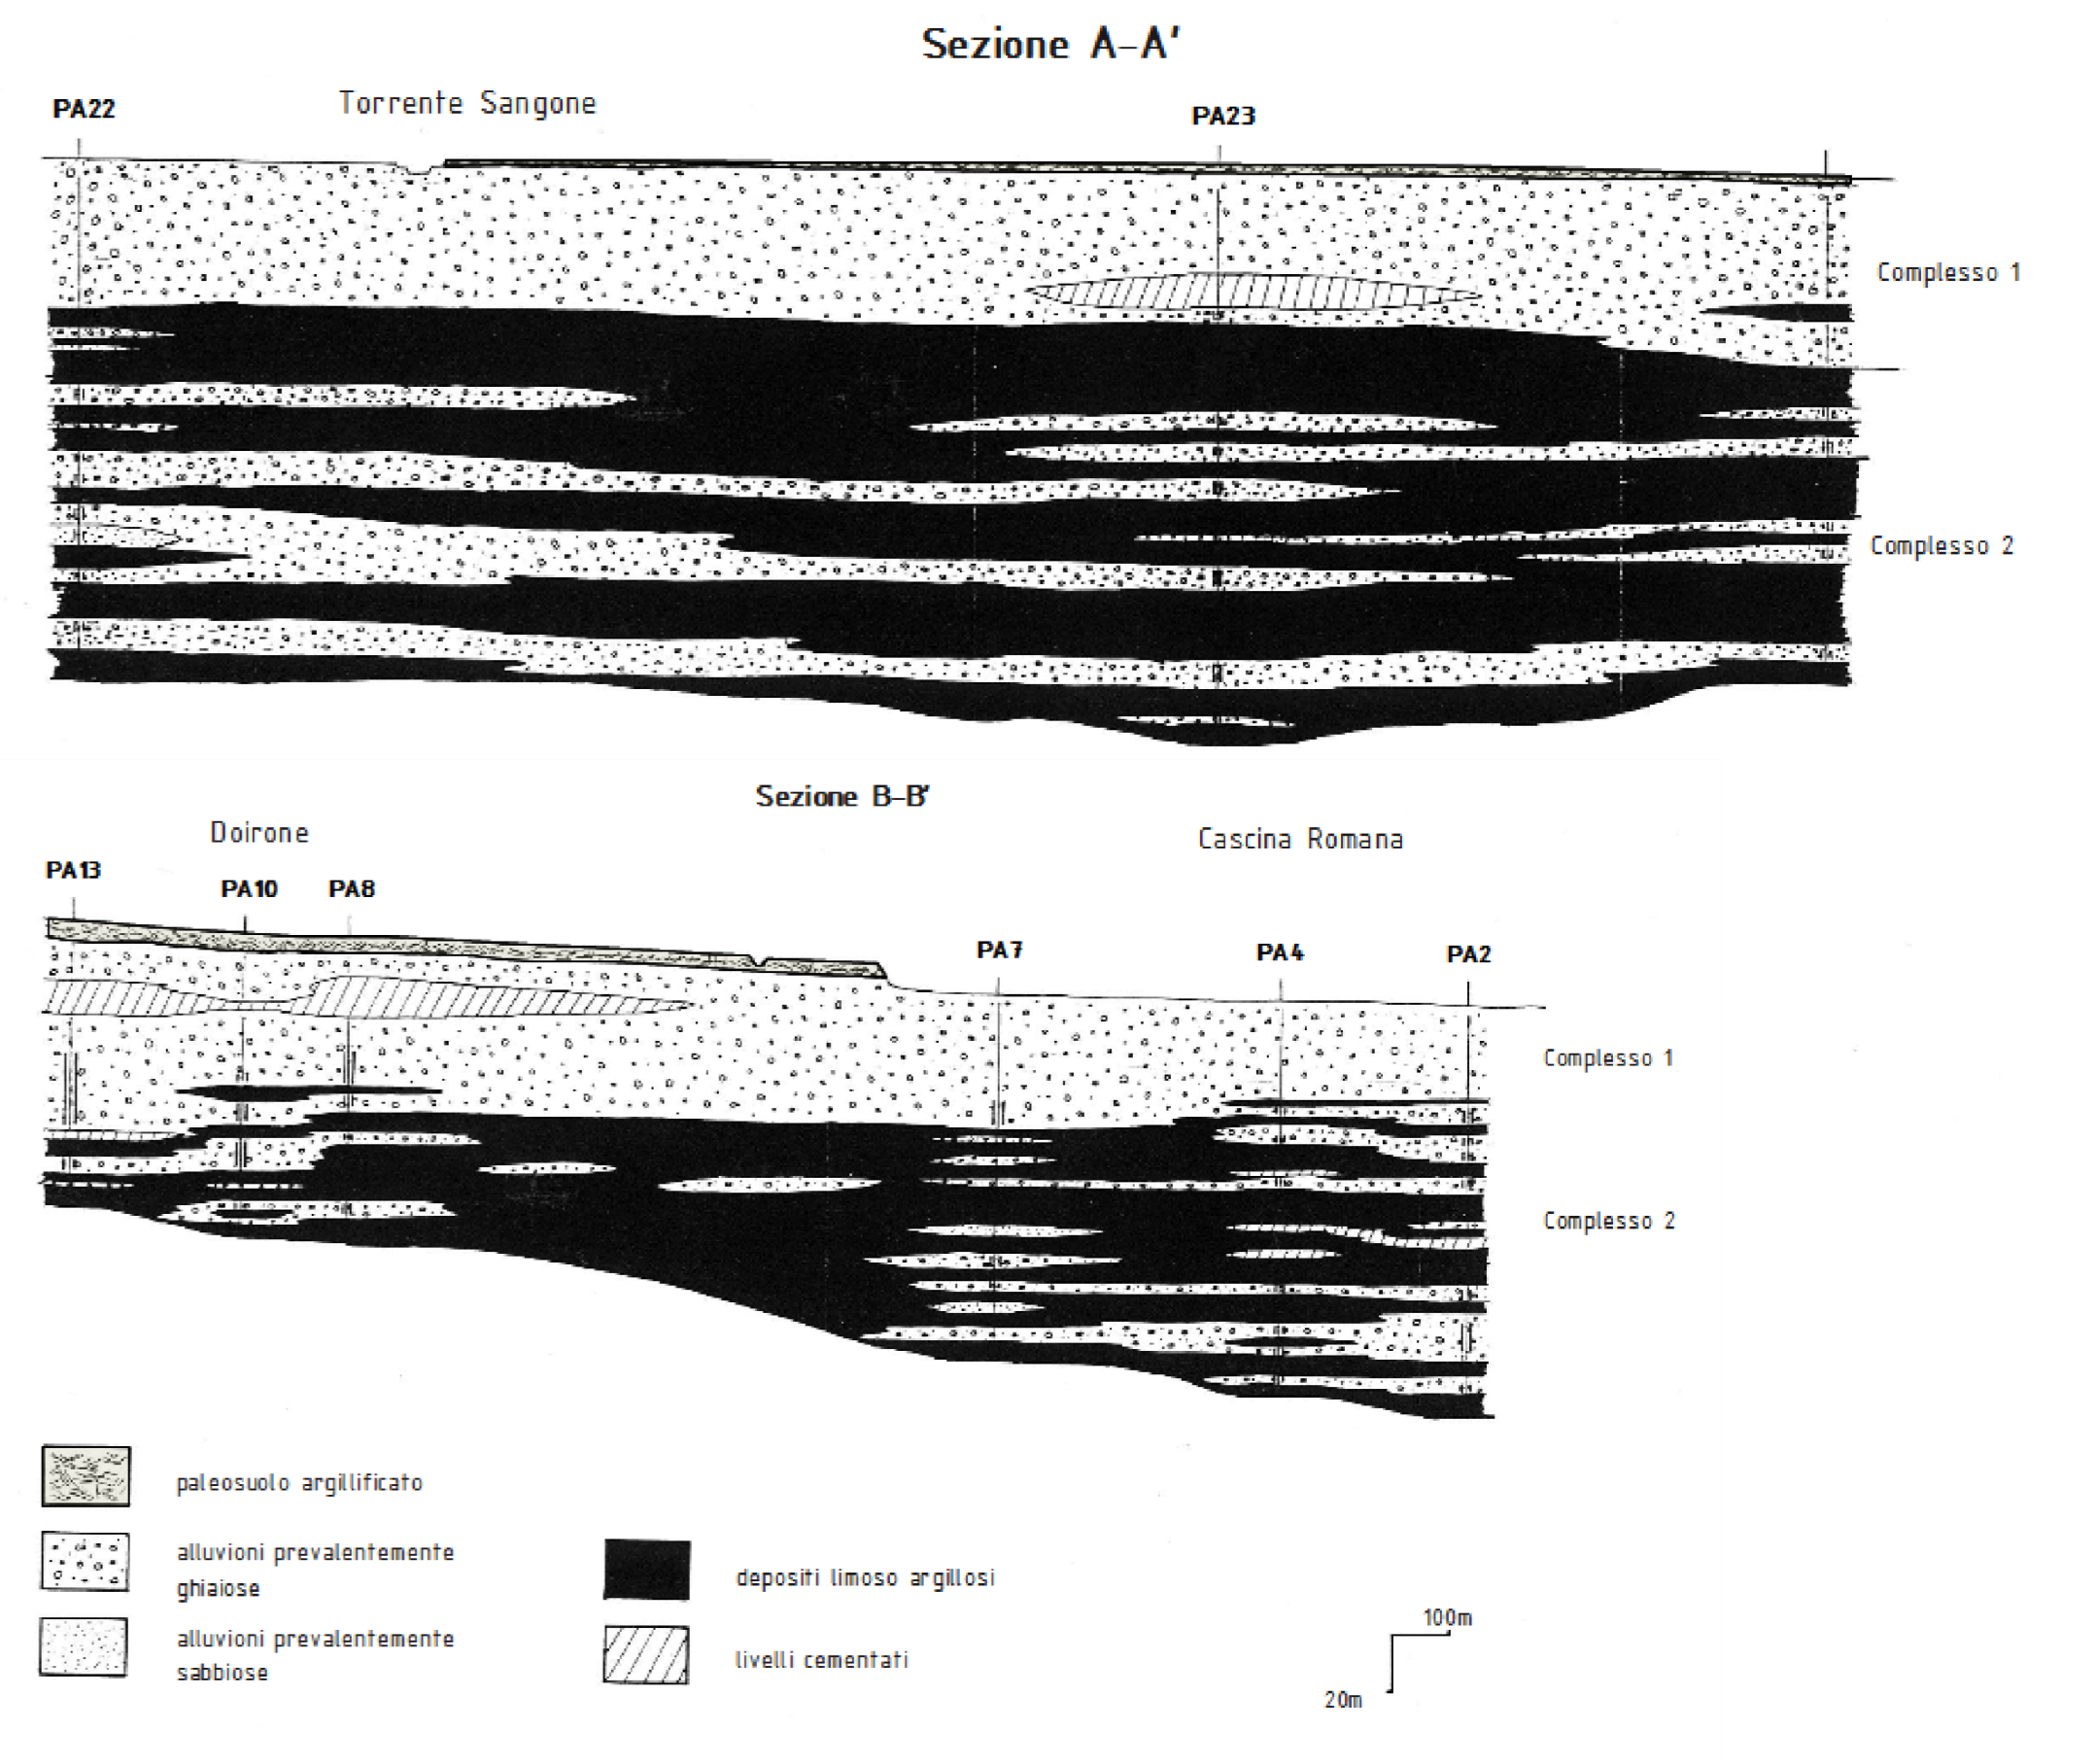 Sezione A-A'
PA22
Torrente Sangone
PA23
Complesso 1
Complesso 2
Sezione B-B'
Doirone
Cascina Romana
PA13
PA10
PA8
PA7
PA4
PA2
Complesso 1
Complesso 2
paleosuolo argillificato
alluvioni prevalentemente
ghiaiose
alluvioni prevalentemente
sabbiose
depositi limoso argillosi
livelli cementati
100m
20m